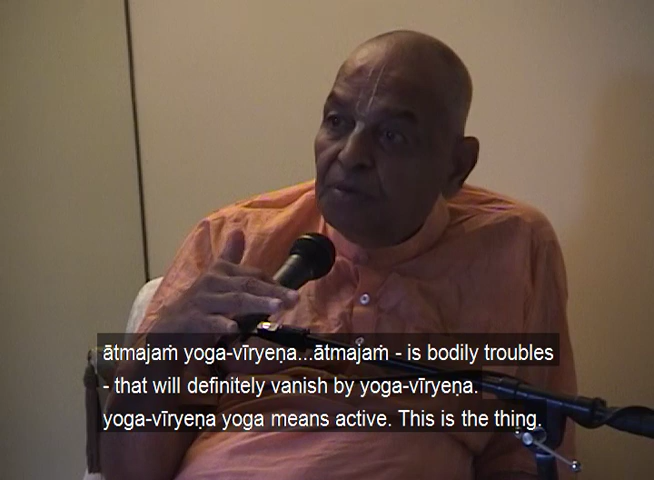 ātmajaṁ yoga-vīryeṇa...ātmajaṁ - is bodily troubles
- that will definitely vanish by yoga-vīryeṇa.
yoga-vīryeṇa yoga means active. This is the thing.